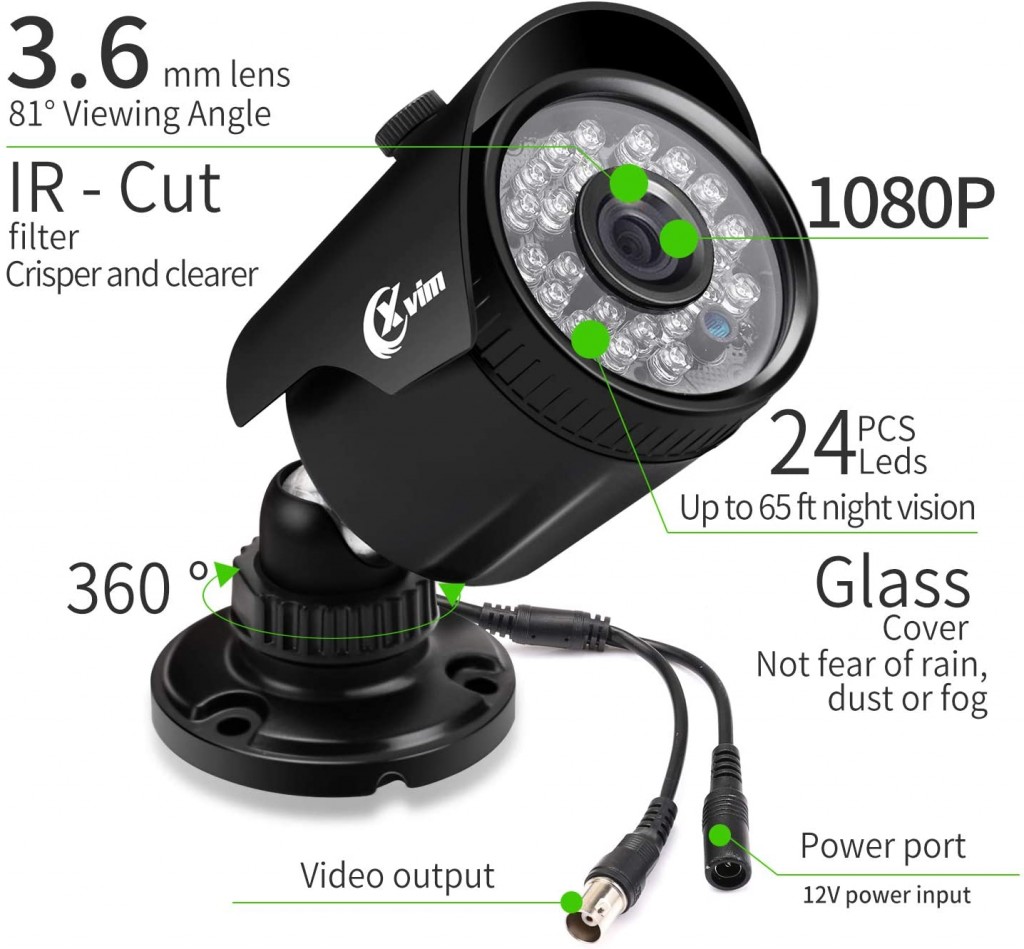 3.6 mm lens
81° Viewing Angle
IR - Cut
filter
Crisper and clearer
1080P
Xvim
24 PCS
Leds
Up to 65 ft night vision
360 °
Glass
Cover
Not fear of rain,
dust or fog
Video output
Power port
12V power input